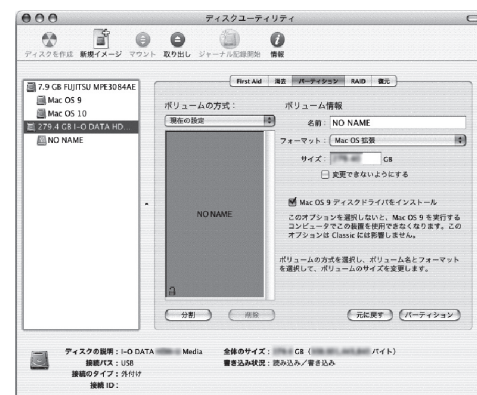 ディスクユーティリティ
ディスクを作成 新規イメージ マウント 取り出し ジャーナル記録開始 情報
7.9 GB FUJITSU MPE3084AE
Mac OS 9
Mac OS 10
279.4 GB I-O DATA HD...
NO NAME
First Aid 消去 パーティション RAID 復元
ボリュームの方式：
現在の設定
NO NAME
分割 削除
ボリューム情報
名前： NO NAME
フォーマット： Mac OS 拡張
サイズ： GB
変更できないようにする
Mac OS 9 ディスクドライバをインストール
このオプションを選択しないと、Mac OS 9 を実行する
コンピュータでこの装置を使用できなくなります。この
オプションは Classic には影響しません。
ボリュームの方式を選択し、ボリューム名とフォーマット
を選択して、ボリュームのサイズを変更します。
元に戻す パーティション
ディスクの説明：I-O DATA Media
接続バス：USB
接続のタイプ：外付け
接続 ID：
全体のサイズ： GB ( バイト)
書き込み状況：読み込み／書き込み